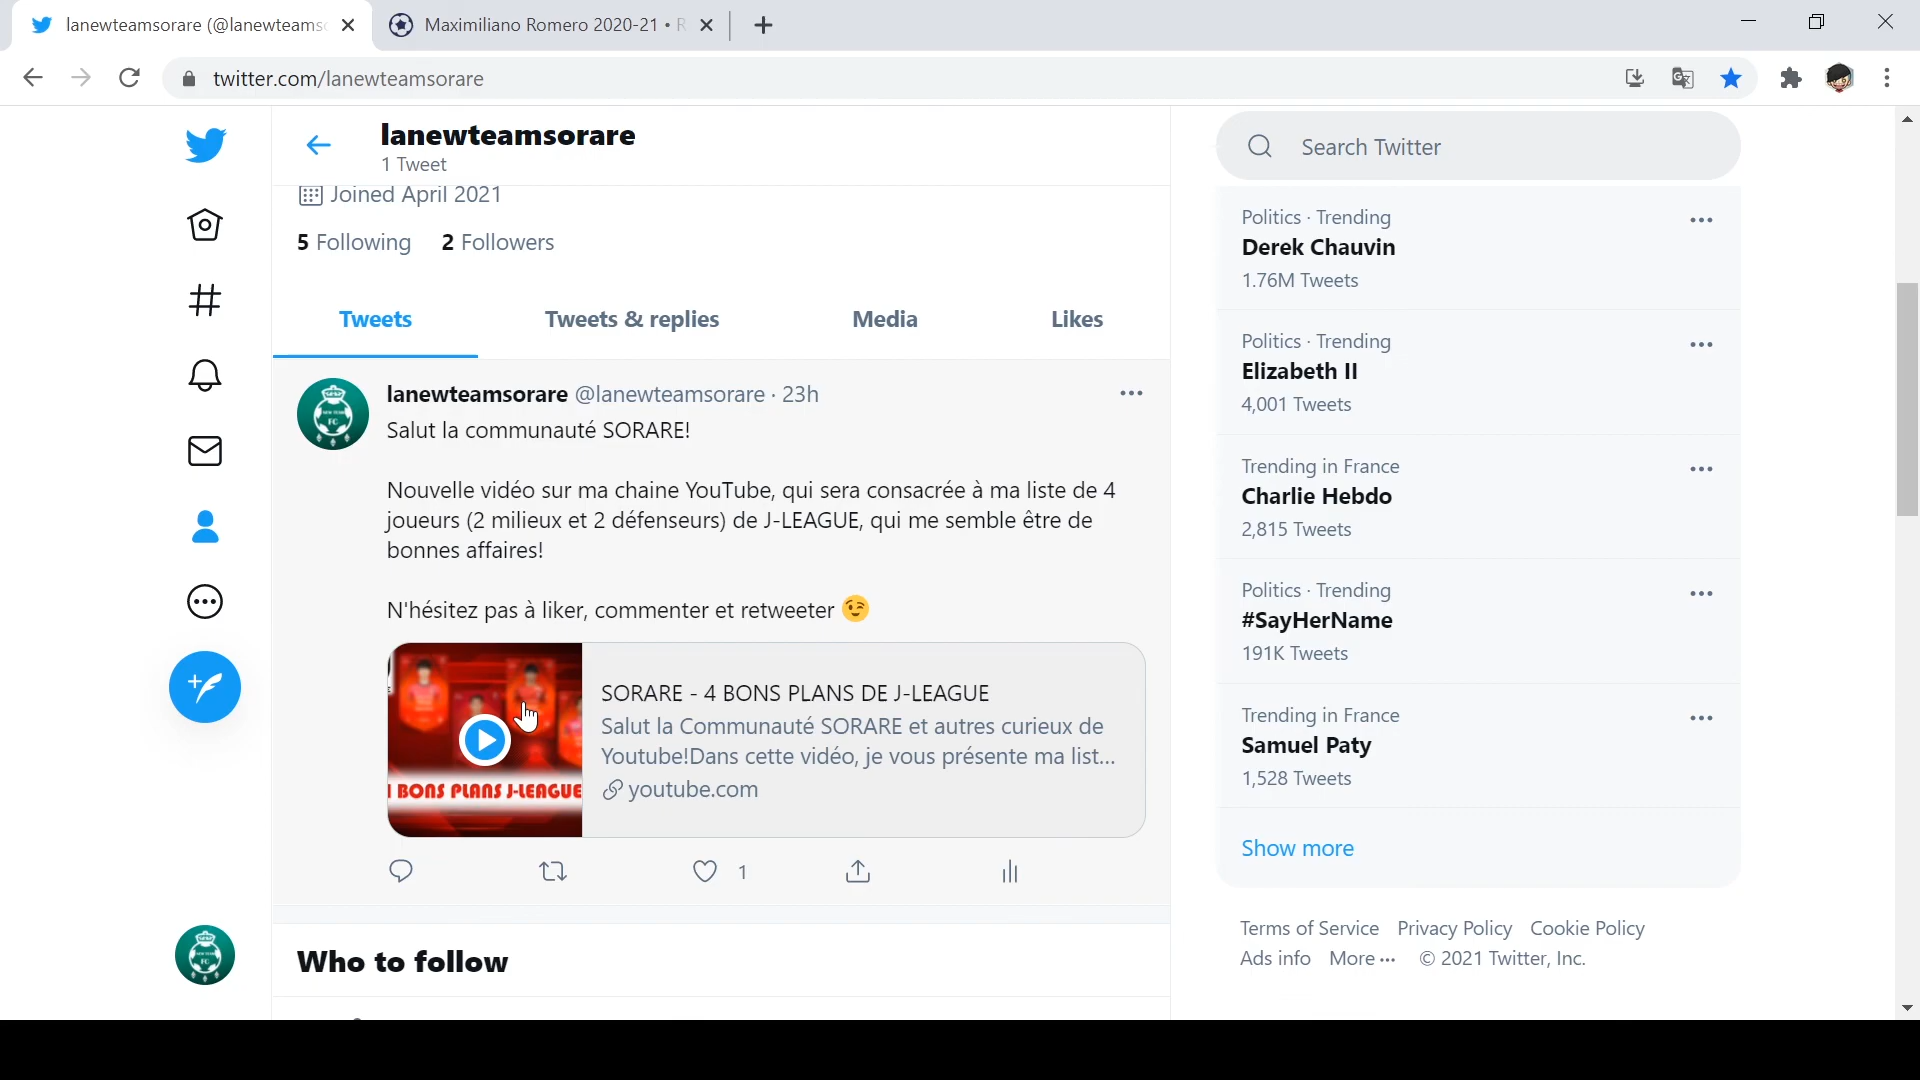 lanewteamsorare (@lanewteamso
Maximiliano Romero 2020-21 • R
twitter.com/lanewteamsorare
lanewteamsorare
1 Tweet
Joined April 2021
5 Following 2 Followers
Tweets Tweets & replies Media Likes
lanewteamsorare @lanewteamsorare · 23h
Salut la communauté SORARE!
Nouvelle vidéo sur ma chaine YouTube, qui sera consacrée à ma liste de 4
joueurs (2 milieux et 2 défenseurs) de J-LEAGUE, qui me semble être de
bonnes affaires!
N'hésitez pas à liker, commenter et retweeter
BONS PLANS J-LEAGUE
SORARE - 4 BONS PLANS DE J-LEAGUE
Salut la Communauté SORARE et autres curieux de
Youtube!Dans cette vidéo, je vous présente ma list...
youtube.com
1
Who to follow
Search Twitter
Politics · Trending
Derek Chauvin
1.76M Tweets
Politics · Trending
Elizabeth II
4,001 Tweets
Trending in France
Charlie Hebdo
2,815 Tweets
Politics · Trending
#SayHerName
191K Tweets
Trending in France
Samuel Paty
1,528 Tweets
Show more
Terms of Service Privacy Policy Cookie Policy
Ads info More ··· © 2021 Twitter, Inc.